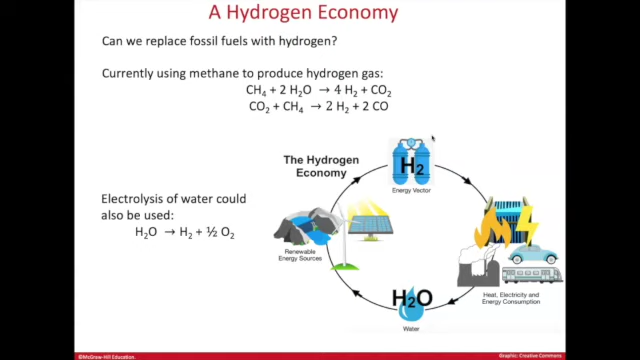 A Hydrogen Economy
Can we replace fossil fuels with hydrogen?
Currently using methane to produce hydrogen gas:
CH₄ + 2 H₂O → 4 H₂ + CO₂
CO₂ + CH₄ → 2 H₂ + 2 CO
Electrolysis of water could
also be used:
H₂O → H₂ + ½ O₂
The Hydrogen
Economy
H₂
Energy Vector
Renewable
Energy Sources
Heat, Electricity and
Energy Consumption
H₂O
Water
©McGraw-Hill Education.
Graphic: Creative Commons